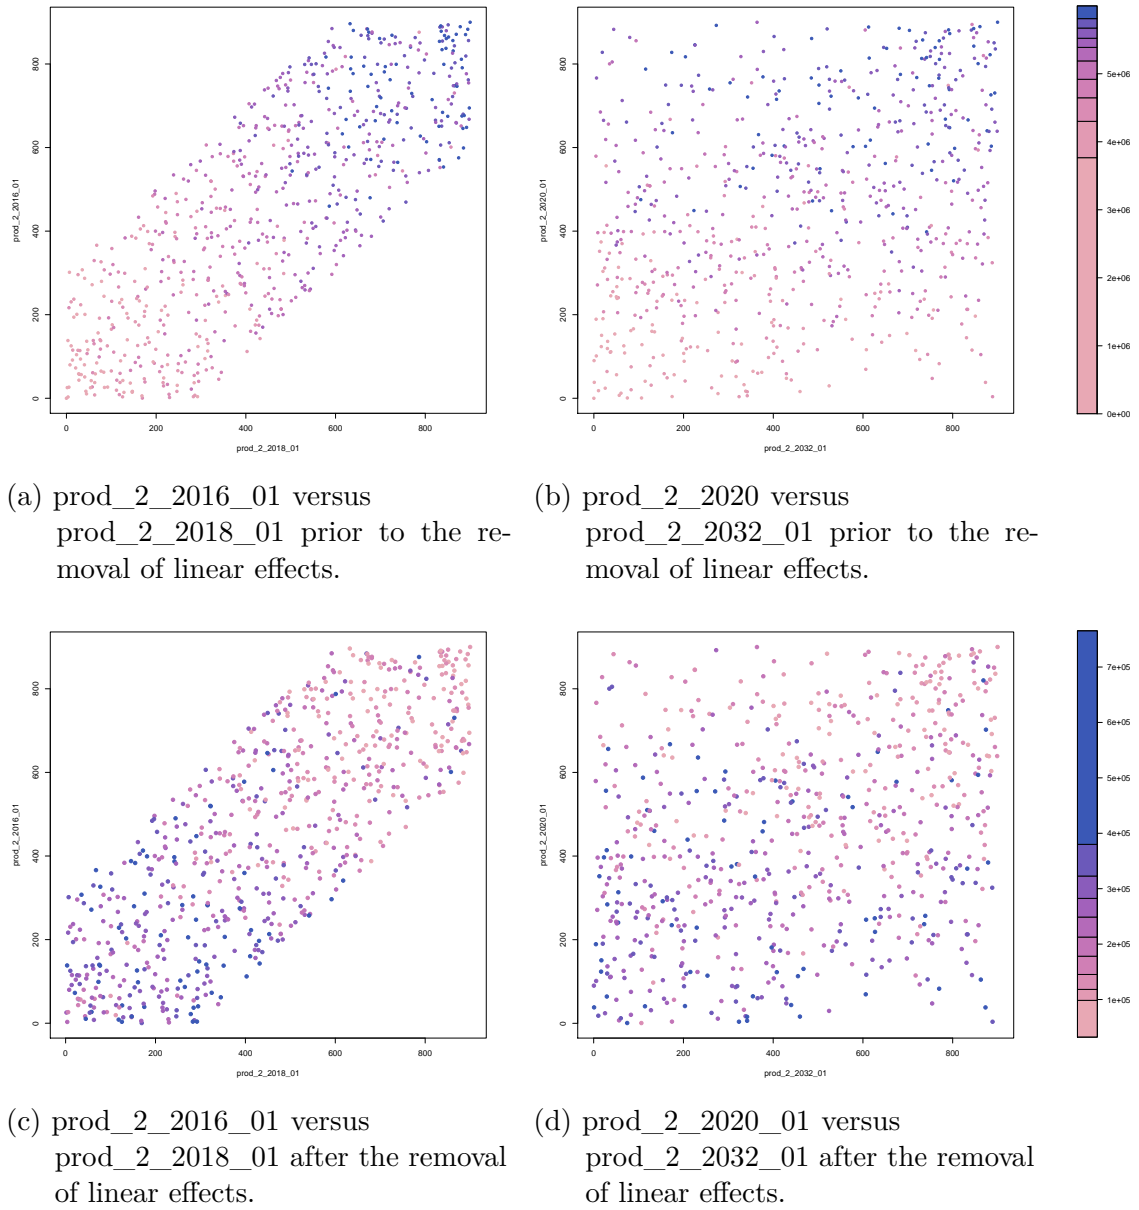 prod_2_2016_01
0 200 400 600 800
0 200 400 600 800
prod_2_2018_01
prod_2_2020_01
0 200 400 600 800
0 200 400 600 800
prod_2_2032_01
5e+06
4e+06
3e+06
2e+06
1e+06
0e+00
(a) prod_2_2016_01 versus
prod_2_2018_01 prior to the re-
moval of linear effects.
(b) prod_2_2020 versus
prod_2_2032_01 prior to the re-
moval of linear effects.
prod_2_2016_01
0 200 400 600 800
0 200 400 600 800
prod_2_2018_01
prod_2_2020_01
0 200 400 600 800
0 200 400 600 800
prod_2_2032_01
7e+05
6e+05
5e+05
4e+05
3e+05
2e+05
1e+05
(c) prod_2_2016_01 versus
prod_2_2018_01 after the removal
of linear effects.
(d) prod_2_2020_01 versus
prod_2_2032_01 after the removal
of linear effects.